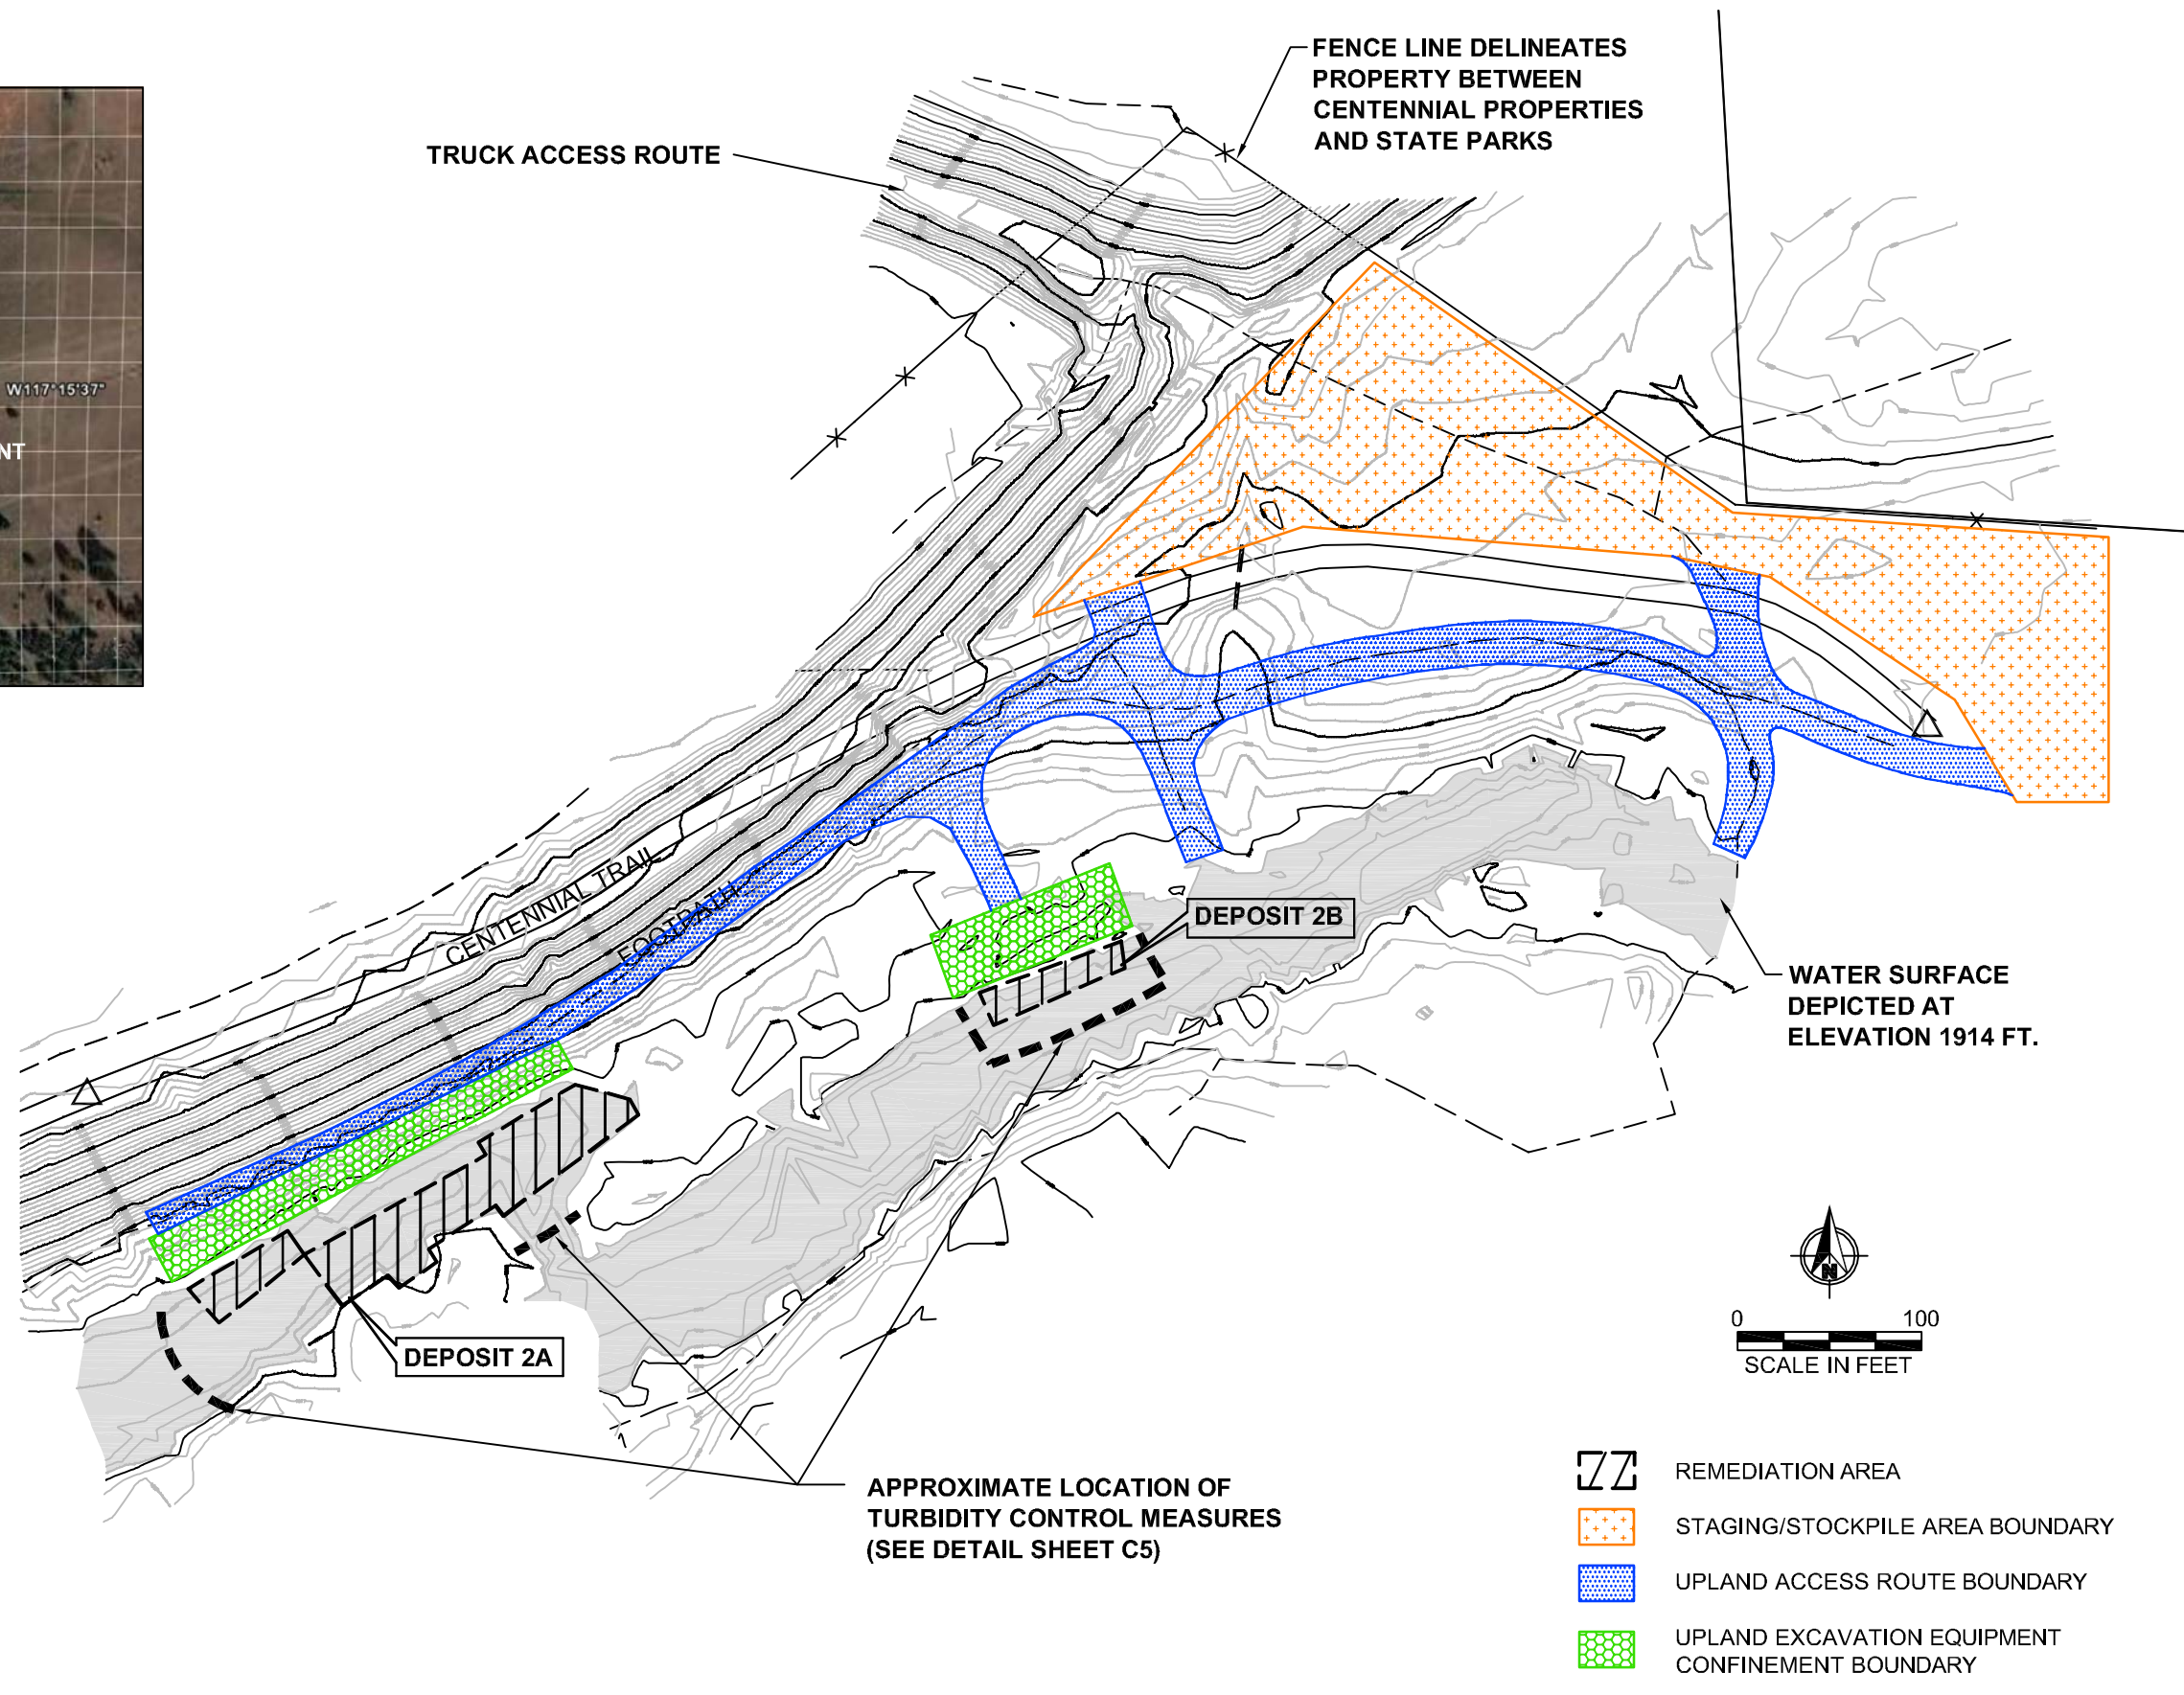 FENCE LINE DELINEATES
PROPERTY BETWEEN
CENTENNIAL PROPERTIES
AND STATE PARKS
TRUCK ACCESS ROUTE
W117°15'37"
NT
CENTENNIAL TRAIL
FOOTPATH
DEPOSIT 2B
WATER SURFACE
DEPICTED AT
ELEVATION 1914 FT.
DEPOSIT 2A
N
0 100
SCALE IN FEET
APPROXIMATE LOCATION OF
TURBIDITY CONTROL MEASURES
(SEE DETAIL SHEET C5)
REMEDIATION AREA
STAGING/STOCKPILE AREA BOUNDARY
UPLAND ACCESS ROUTE BOUNDARY
UPLAND EXCAVATION EQUIPMENT
CONFINEMENT BOUNDARY